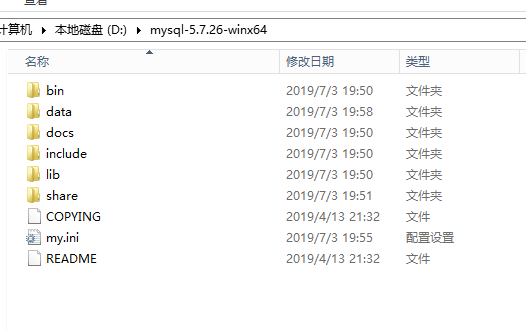 查看
计算机 本地磁盘 (D:) mysql-5.7.26-winx64
名称 修改日期 类型
bin 2019/7/3 19:50 文件夹
data 2019/7/3 19:58 文件夹
docs 2019/7/3 19:50 文件夹
include 2019/7/3 19:50 文件夹
lib 2019/7/3 19:50 文件夹
share 2019/7/3 19:51 文件夹
COPYING 2019/4/13 21:32 文件
my.ini 2019/7/3 19:55 配置设置
README 2019/4/13 21:32 文件